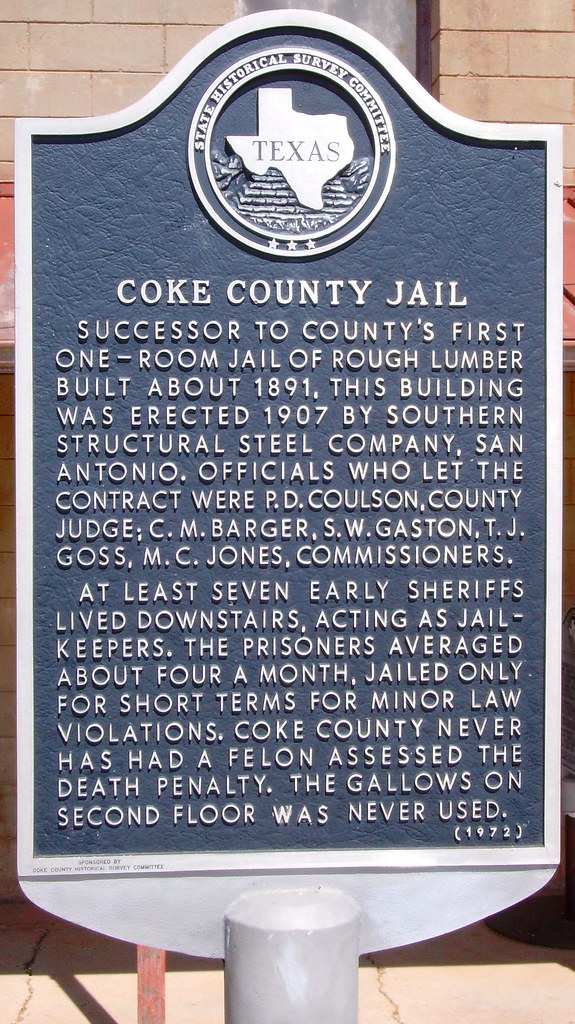 STATE HISTORICAL SURVEY COMMITTEE
TEXAS
COKE COUNTY JAIL
SUCCESSOR TO COUNTY'S FIRST
ONE-ROOM JAIL OF ROUGH LUMBER
BUILT ABOUT 1891, THIS BUILDING
WAS ERECTED 1907 BY SOUTHERN
STRUCTURAL STEEL COMPANY, SAN
ANTONIO. OFFICIALS WHO LET THE
CONTRACT WERE P.D. COULSON, COUNTY
JUDGE; C. M. BARGER, S. W. GASTON, T. J.
GOSS, M. C. JONES, COMMISSIONERS.
AT LEAST SEVEN EARLY SHERIFFS
LIVED DOWNSTAIRS, ACTING AS JAIL-
KEEPERS. THE PRISONERS AVERAGED
ABOUT FOUR A MONTH, JAILED ONLY
FOR SHORT TERMS FOR MINOR LAW
VIOLATIONS. COKE COUNTY NEVER
HAS HAD A FELON ASSESSED THE
DEATH PENALTY. THE GALLOWS ON
SECOND FLOOR WAS NEVER USED.
(1972)
SPONSORED BY
COKE COUNTY HISTORICAL SURVEY COMMITTEE